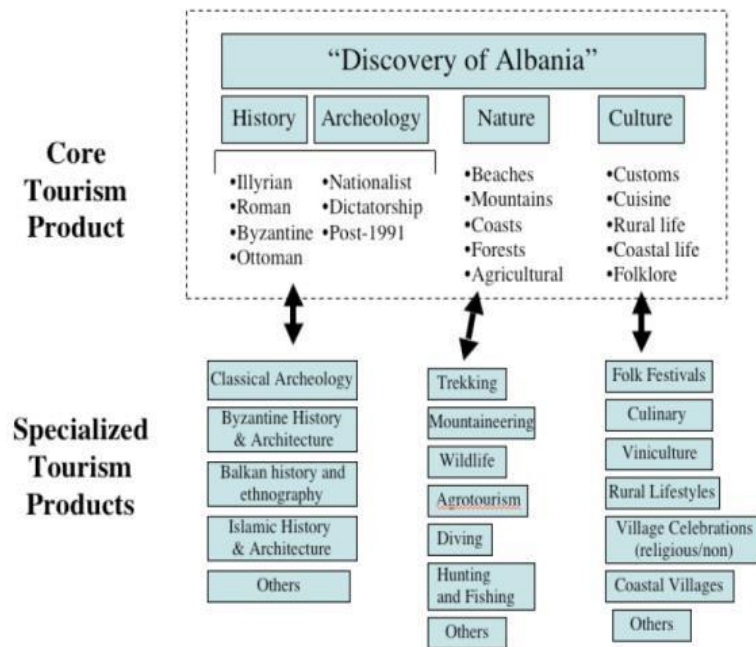 “Discovery of Albania”
History
Archeology
Nature
Culture
Core
Tourism
Product
•Illyrian
•Roman
•Byzantine
•Ottoman
•Nationalist
•Dictatorship
•Post-1991
•Beaches
•Mountains
•Coasts
•Forests
•Agricultural
•Customs
•Cuisine
•Rural life
•Coastal life
•Folklore
Specialized
Tourism
Products
Classical Archeology
Byzantine History
& Architecture
Balkan history and
ethnography
Islamic History
& Architecture
Others
Trekking
Mountaineering
Wildlife
Agrotourism
Diving
Hunting
and Fishing
Others
Folk Festivals
Culinary
Viniculture
Rural Lifestyles
Village Celebrations
(religious/non)
Coastal Villages
Others